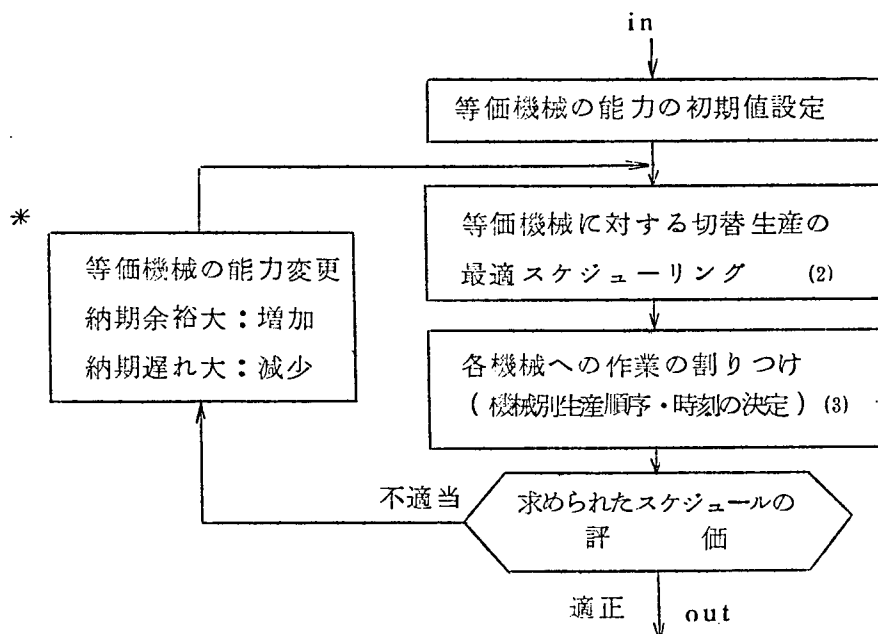 in
等価機械の能力の初期値設定
等価機械に対する切替生産の
最適スケジューリング (2)
*
等価機械の能力変更
納期余裕大:増加
納期遅れ大:減少
各機械への作業の割りつけ
(機械別生産順序・時刻の決定) (3)
不適当
求められたスケジュールの
評 価
適正
out